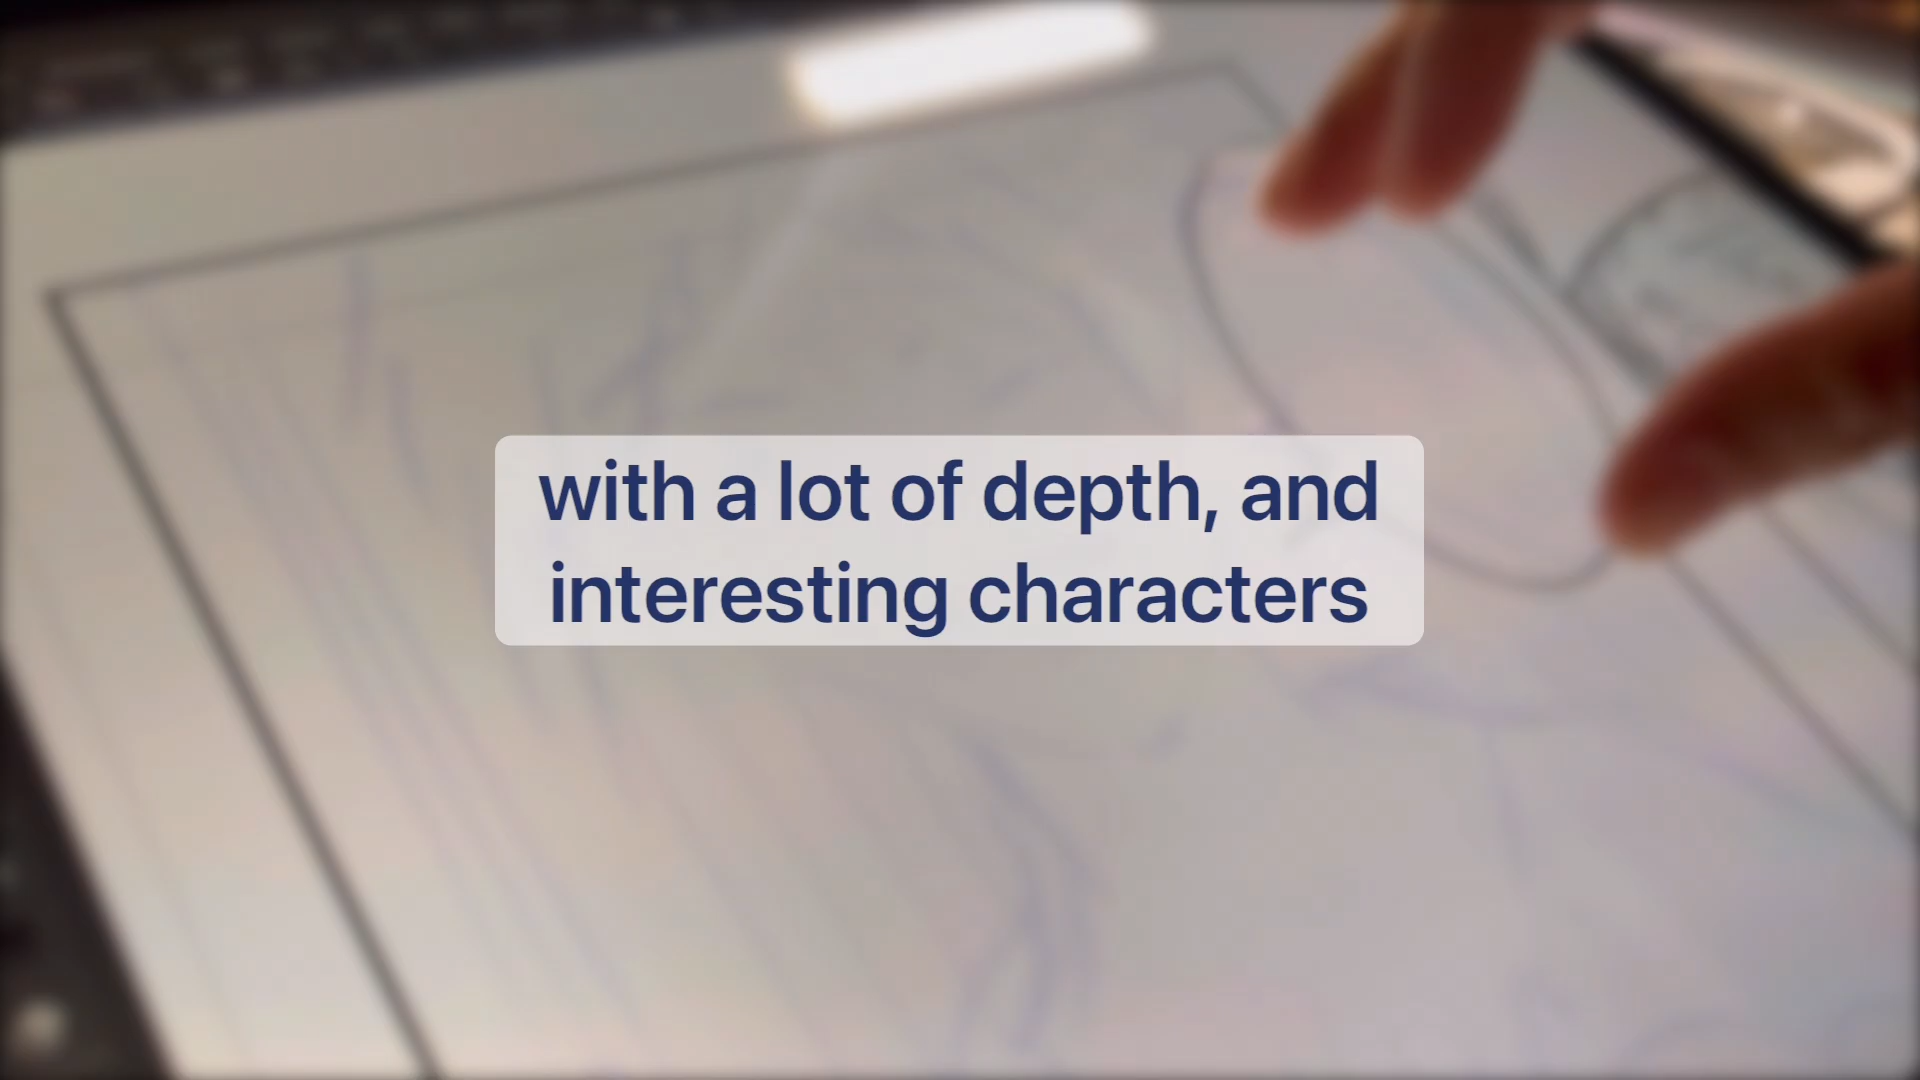 with a lot of depth, and
interesting characters